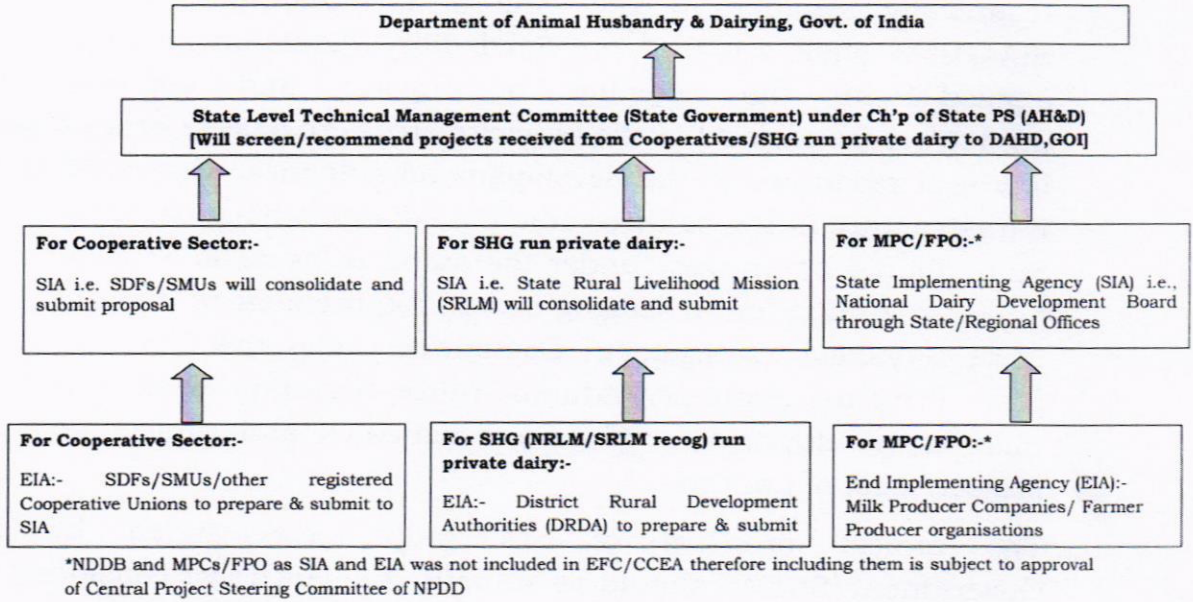 Department of Animal Husbandry & Dairying, Govt. of India
State Level Technical Management Committee (State Government) under Ch'p of State PS (AH&D)
[Will screen/recommend projects received from Cooperatives/SHG run private dairy to DAHD,GOI]
For Cooperative Sector:-
SIA i.e. SDFs/SMUs will consolidate and
submit proposal
For SHG run private dairy:-
SIA i.e. State Rural Livelihood Mission
(SRLM) will consolidate and submit
For MPC/FPO:-*
State Implementing Agency (SIA) i.e.,
National Dairy Development Board
through State/Regional Offices
For Cooperative Sector:-
EIA:- SDFs/SMUs/other registered
Cooperative Unions to prepare & submit to
SIA
For SHG (NRLM/SRLM recog) run
private dairy:-
EIA:- District Rural Development
Authorities (DRDA) to prepare & submit
For MPC/FPO:-*
End Implementing Agency (EIA):-
Milk Producer Companies/ Farmer
Producer organisations
*NDDB and MPCs/FPO as SIA and EIA was not included in EFC/CCEA therefore including them is subject to approval
of Central Project Steering Committee of NPDD